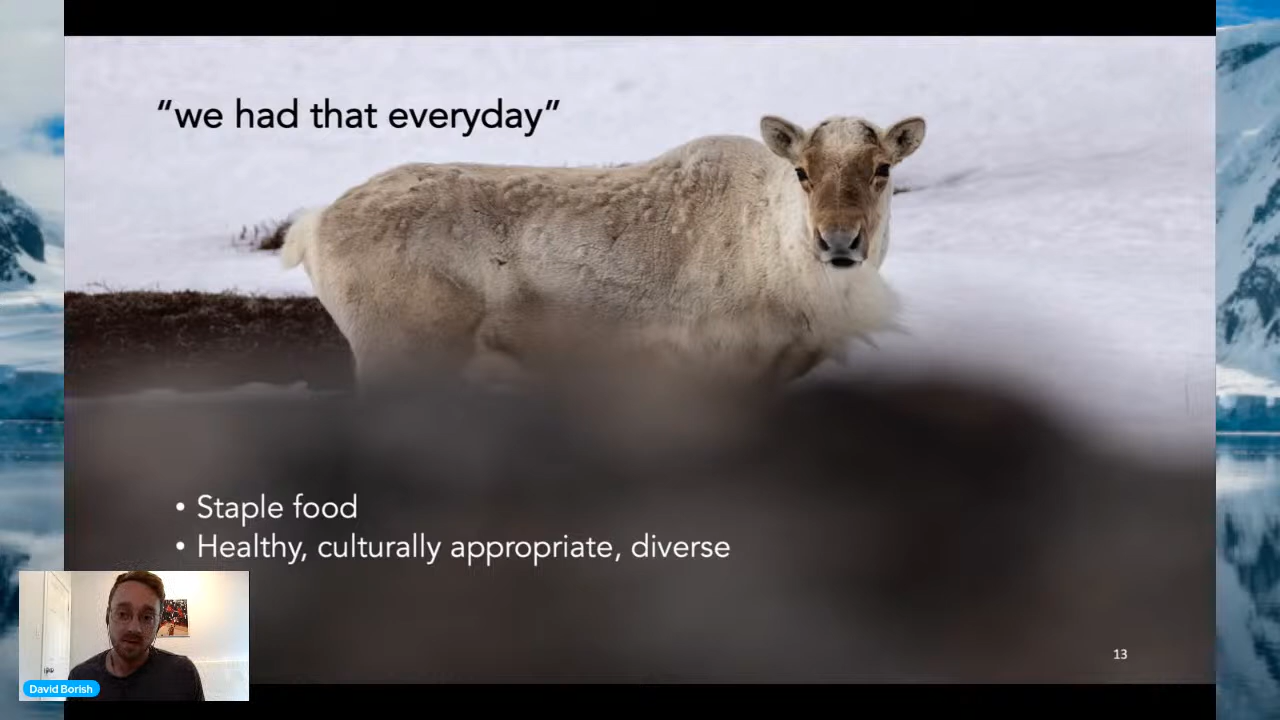 “we had that everyday”
• Staple food
• Healthy, culturally appropriate, diverse
David Borish
13